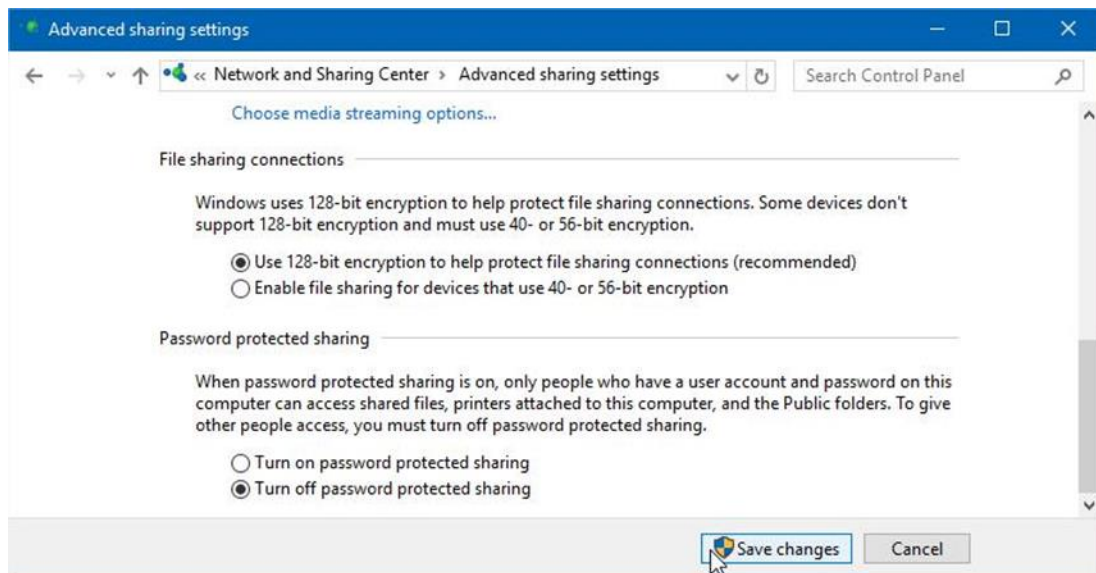 Advanced sharing settings
« Network and Sharing Center › Advanced sharing settings
Search Control Panel
Choose media streaming options...
File sharing connections
Windows uses 128-bit encryption to help protect file sharing connections. Some devices don't
support 128-bit encryption and must use 40- or 56-bit encryption.
Use 128-bit encryption to help protect file sharing connections (recommended)
Enable file sharing for devices that use 40- or 56-bit encryption
Password protected sharing
When password protected sharing is on, only people who have a user account and password on this
computer can access shared files, printers attached to this computer, and the Public folders. To give
other people access, you must turn off password protected sharing.
Turn on password protected sharing
Turn off password protected sharing
Save changes
Cancel